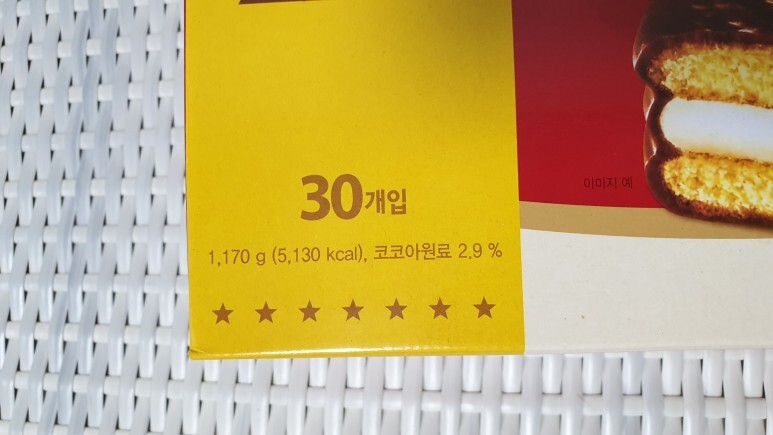 30개입
이미지 예
1,170 g (5,130 kcal), 코코아원료 2.9 %